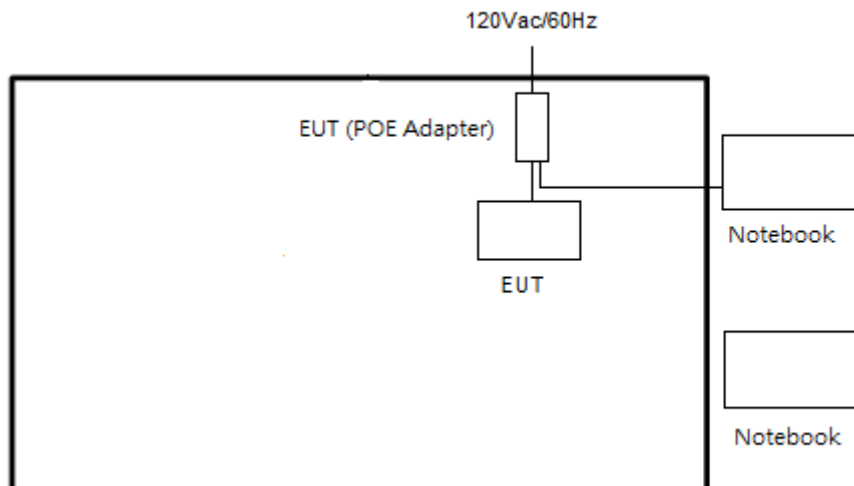 120Vac/60Hz
EUT (POE Adapter)
Notebook
EUT
Notebook